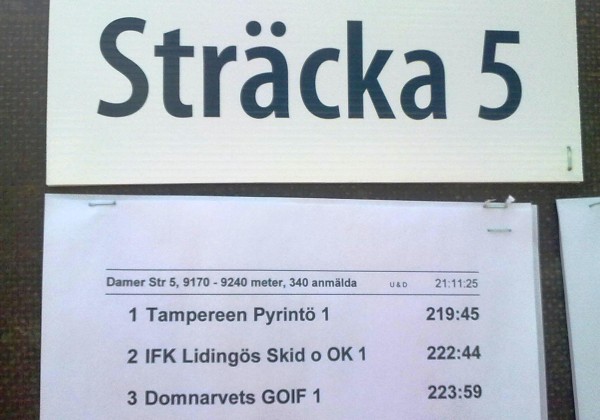 Sträcka 5
Damer Str 5, 9170 - 9240 meter, 340 anmälda U & D 21:11:25
1 Tampereen Pyrintö 1 219:45
2 IFK Lidingös Skid o OK 1 222:44
3 Domnarvets GOIF 1 223:59